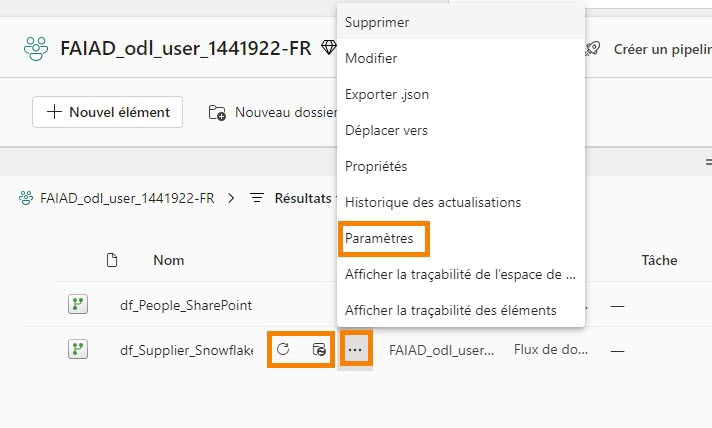 Supprimer
FAIAD_odl_user_1441922-FR
Créer un pipelin
Modifier
Exporter .json
Nouvel élément
Nouveau dossier
Déplacer vers
Propriétés
FAIAD_odl_user_1441922-FR > Résultats
Historique des actualisations
Paramètres
Nom
Tâche
Afficher la traçabilité de l'espace de ...
df_People_SharePoint
Afficher la traçabilité des éléments
—
df_Supplier_Snowflake
...
FAIAD_odl_user...
Flux de do...
—